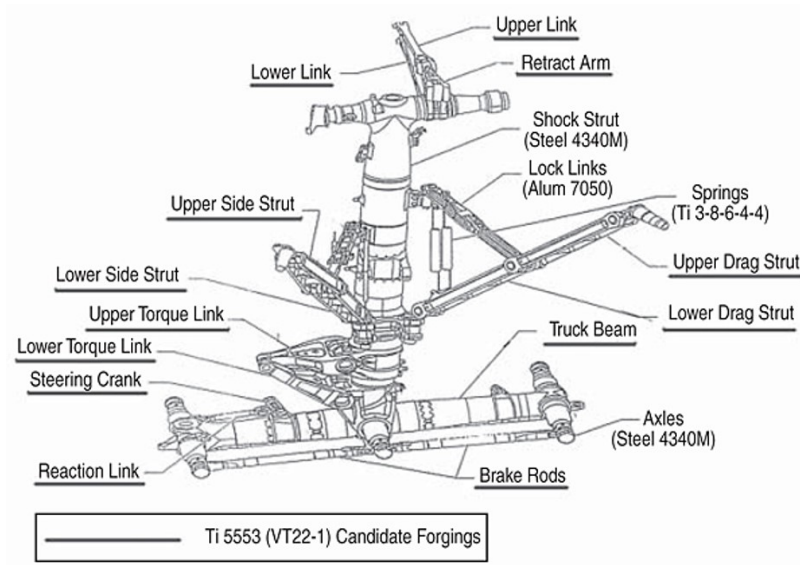 Upper Link
Lower Link
Retract Arm
Shock Strut
(Steel 4340M)
Lock Links
(Alum 7050)
Springs
(Ti 3-8-6-4-4)
Upper Side Strut
Upper Drag Strut
Lower Side Strut
Upper Torque Link
Lower Drag Strut
Truck Beam
Lower Torque Link
Steering Crank
Axles
(Steel 4340M)
Reaction Link
Brake Rods
Ti 5553 (VT22-1) Candidate Forgings